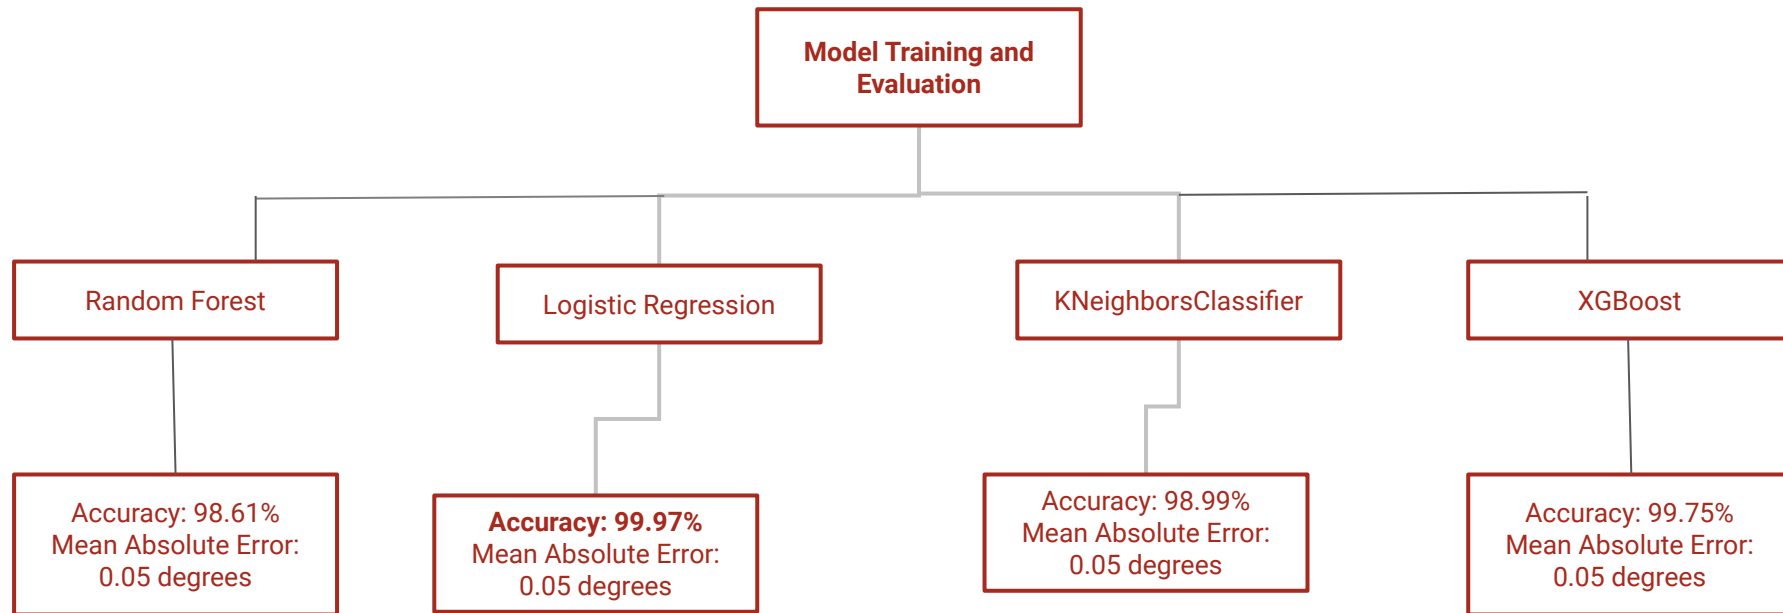 Model Training and
Evaluation
Random Forest
Logistic Regression
KNeighborsClassifier
XGBoost
Accuracy: 98.61%
Mean Absolute Error:
0.05 degrees
Accuracy: 99.97%
Mean Absolute Error:
0.05 degrees
Accuracy: 98.99%
Mean Absolute Error:
0.05 degrees
Accuracy: 99.75%
Mean Absolute Error:
0.05 degrees